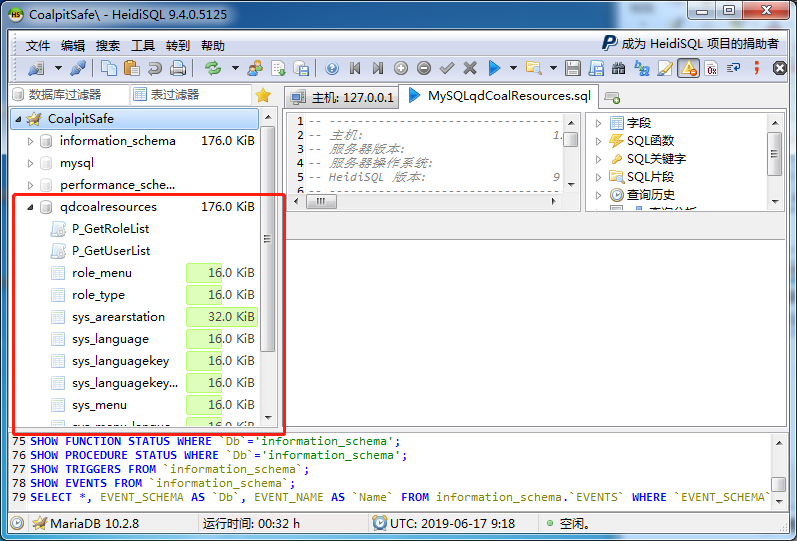 CoalpitSafe\ - HeidiSQL 9.4.0.5125
文件 编辑 搜索 工具 转到 帮助 成为 HeidiSQL 项目的捐助者
数据库过滤器 表过滤器 主机: 127.0.0.1 MySQLqdCoalResources.sql
CoalpitSafe
information_schema 176.0 KiB
mysql
performance_sche...
qdcoalresources 176.0 KiB
P_GetRoleList
P_GetUserList
role_menu 16.0 KiB
role_type 16.0 KiB
sys_arearstation 32.0 KiB
sys_language 16.0 KiB
sys_languagekey 16.0 KiB
sys_languagekey... 16.0 KiB
sys_menu 16.0 KiB
1 -- --------------------------------
2 -- 主机: 1
3 -- 服务器版本:
4 -- 服务器操作系统:
5 -- HeidiSQL 版本: 9
6 -- --------------------------------
字段
SQL函数
SQL关键字
SQL片段
查询历史
75 SHOW FUNCTION STATUS WHERE `Db`='information_schema';
76 SHOW PROCEDURE STATUS WHERE `Db`='information_schema';
77 SHOW TRIGGERS FROM `information_schema`;
78 SHOW EVENTS FROM `information_schema`;
79 SELECT *, EVENT_SCHEMA AS `Db`, EVENT_NAME AS `Name` FROM information_schema.`EVENTS` WHERE `EVENT_SCHEMA`
MariaDB 10.2.8 运行时间: 00:32 h UTC: 2019-06-17 9:18 空闲。